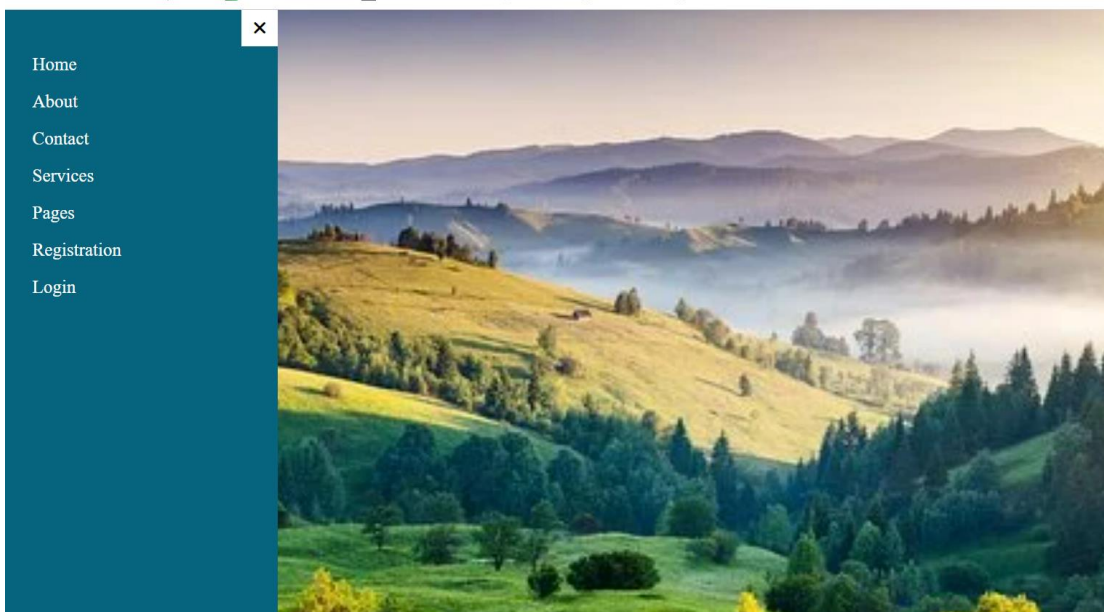 ×
Home
About
Contact
Services
Pages
Registration
Login